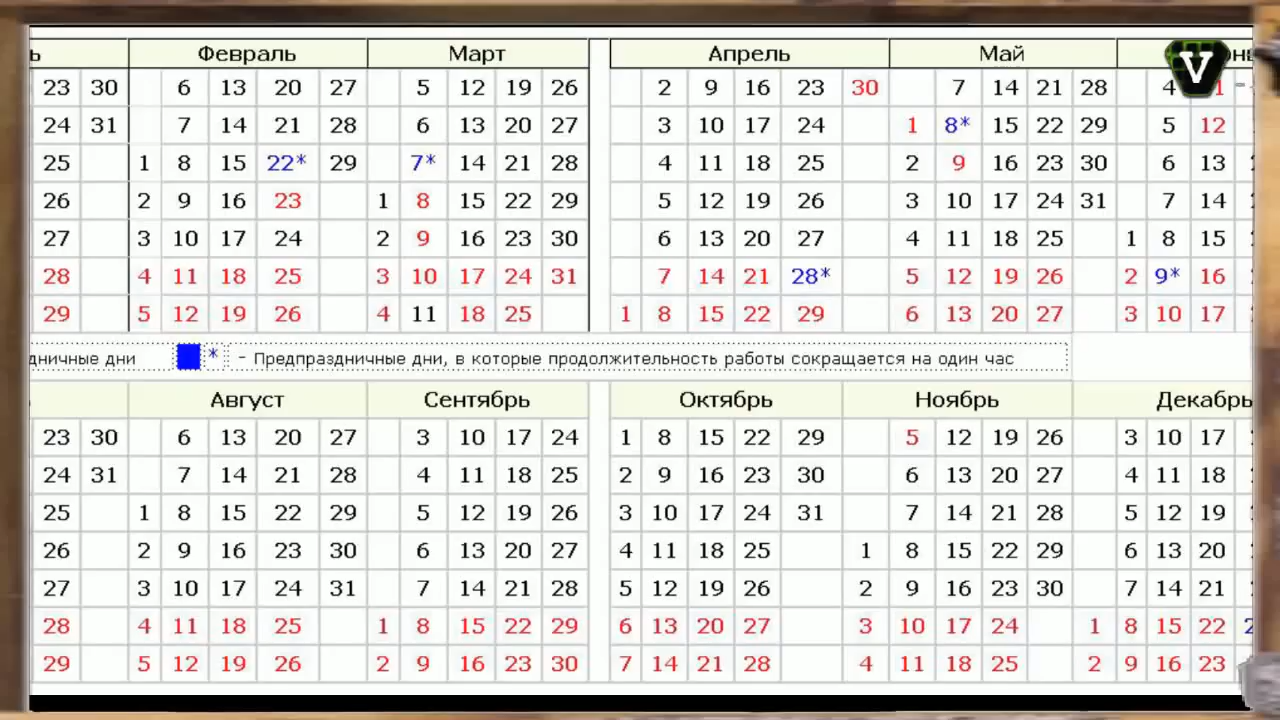 Февраль Март Апрель Май
23 30 6 13 20 27 5 12 19 26 2 9 16 23 30 7 14 21 28 4
24 31 7 14 21 28 6 13 20 27 3 10 17 24 1 8* 15 22 29 5 12
25 1 8 15 22* 29 7* 14 21 28 4 11 18 25 2 9 16 23 30 6 13
26 2 9 16 23 1 8 15 22 29 5 12 19 26 3 10 17 24 31 7 14
27 3 10 17 24 2 9 16 23 30 6 13 20 27 4 11 18 25 1 8 15
28 4 11 18 25 3 10 17 24 31 7 14 21 28* 5 12 19 26 2 9* 16
29 5 12 19 26 4 11 18 25 1 8 15 22 29 6 13 20 27 3 10 17
дничные дни * - Предпраздничные дни, в которые продолжительность работы сокращается на один час
Август Сентябрь Октябрь Ноябрь Декабрь
23 30 6 13 20 27 3 10 17 24 1 8 15 22 29 5 12 19 26 3 10 17
24 31 7 14 21 28 4 11 18 25 2 9 16 23 30 6 13 20 27 4 11 18
25 1 8 15 22 29 5 12 19 26 3 10 17 24 31 7 14 21 28 5 12 19
26 2 9 16 23 30 6 13 20 27 4 11 18 25 1 8 15 22 29 6 13 20
27 3 10 17 24 31 7 14 21 28 5 12 19 26 2 9 16 23 30 7 14 21
28 4 11 18 25 1 8 15 22 29 6 13 20 27 3 10 17 24 1 8 15 22
29 5 12 19 26 2 9 16 23 30 7 14 21 28 4 11 18 25 2 9 16 23
V